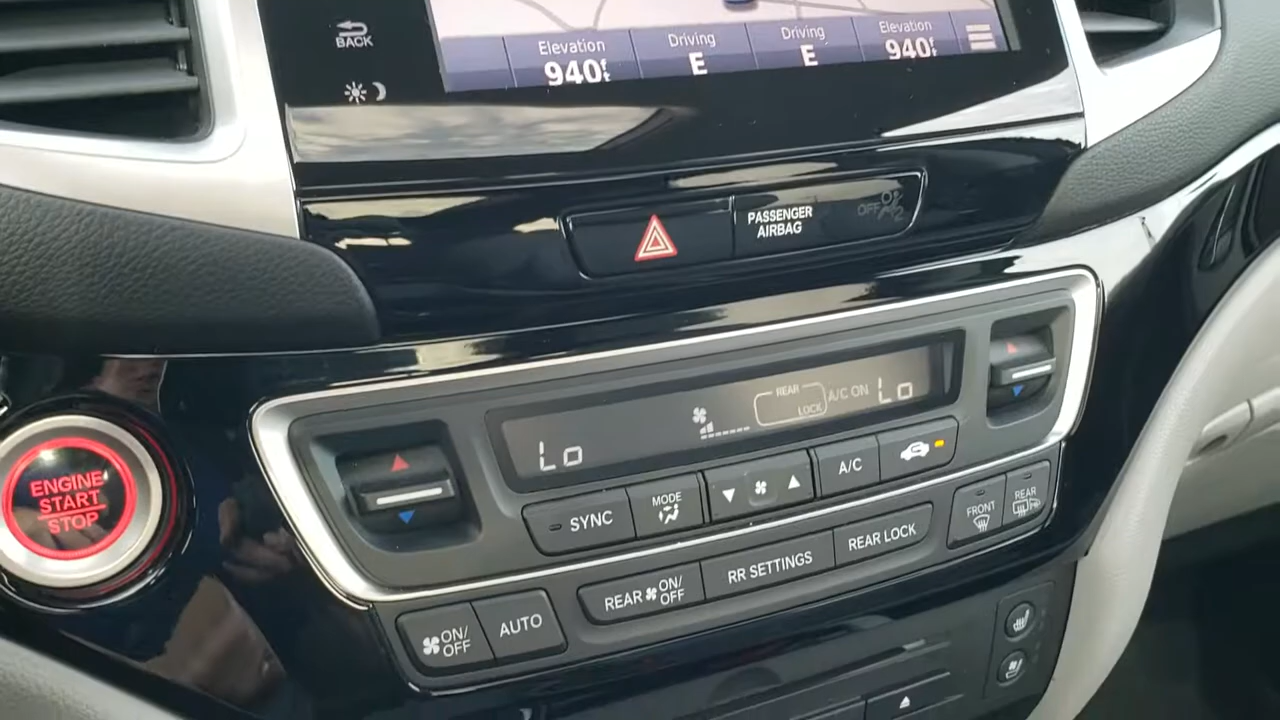 BACK
Elevation
940ft
Driving
E
Driving
E
Elevation
940ft
PASSENGER
AIRBAG
OFF
ENGINE
START
STOP
Lo
REAR
LOCK
A/C ON
Lo
SYNC
MODE
A/C
FRONT
REAR
ON/
OFF
AUTO
REAR ON/
OFF
RR SETTINGS
REAR LOCK